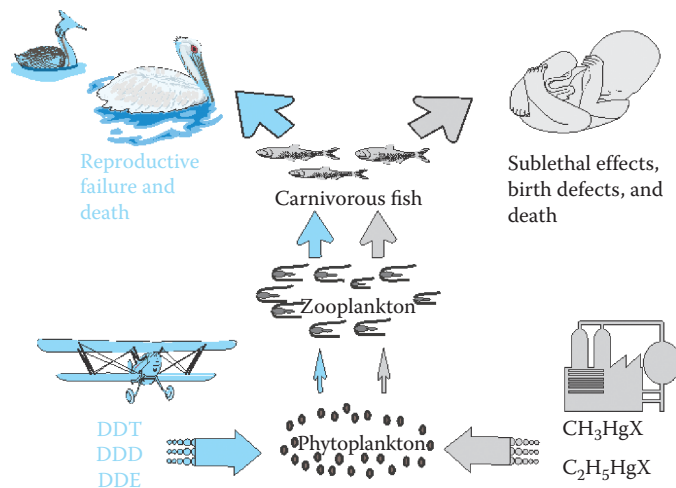 Reproductive
failure and
death
Sublethal effects,
birth defects, and
death
Carnivorous fish
Zooplankton
DDT
DDD
DDE
Phytoplankton
CH₃HgX
C₂H₅HgX